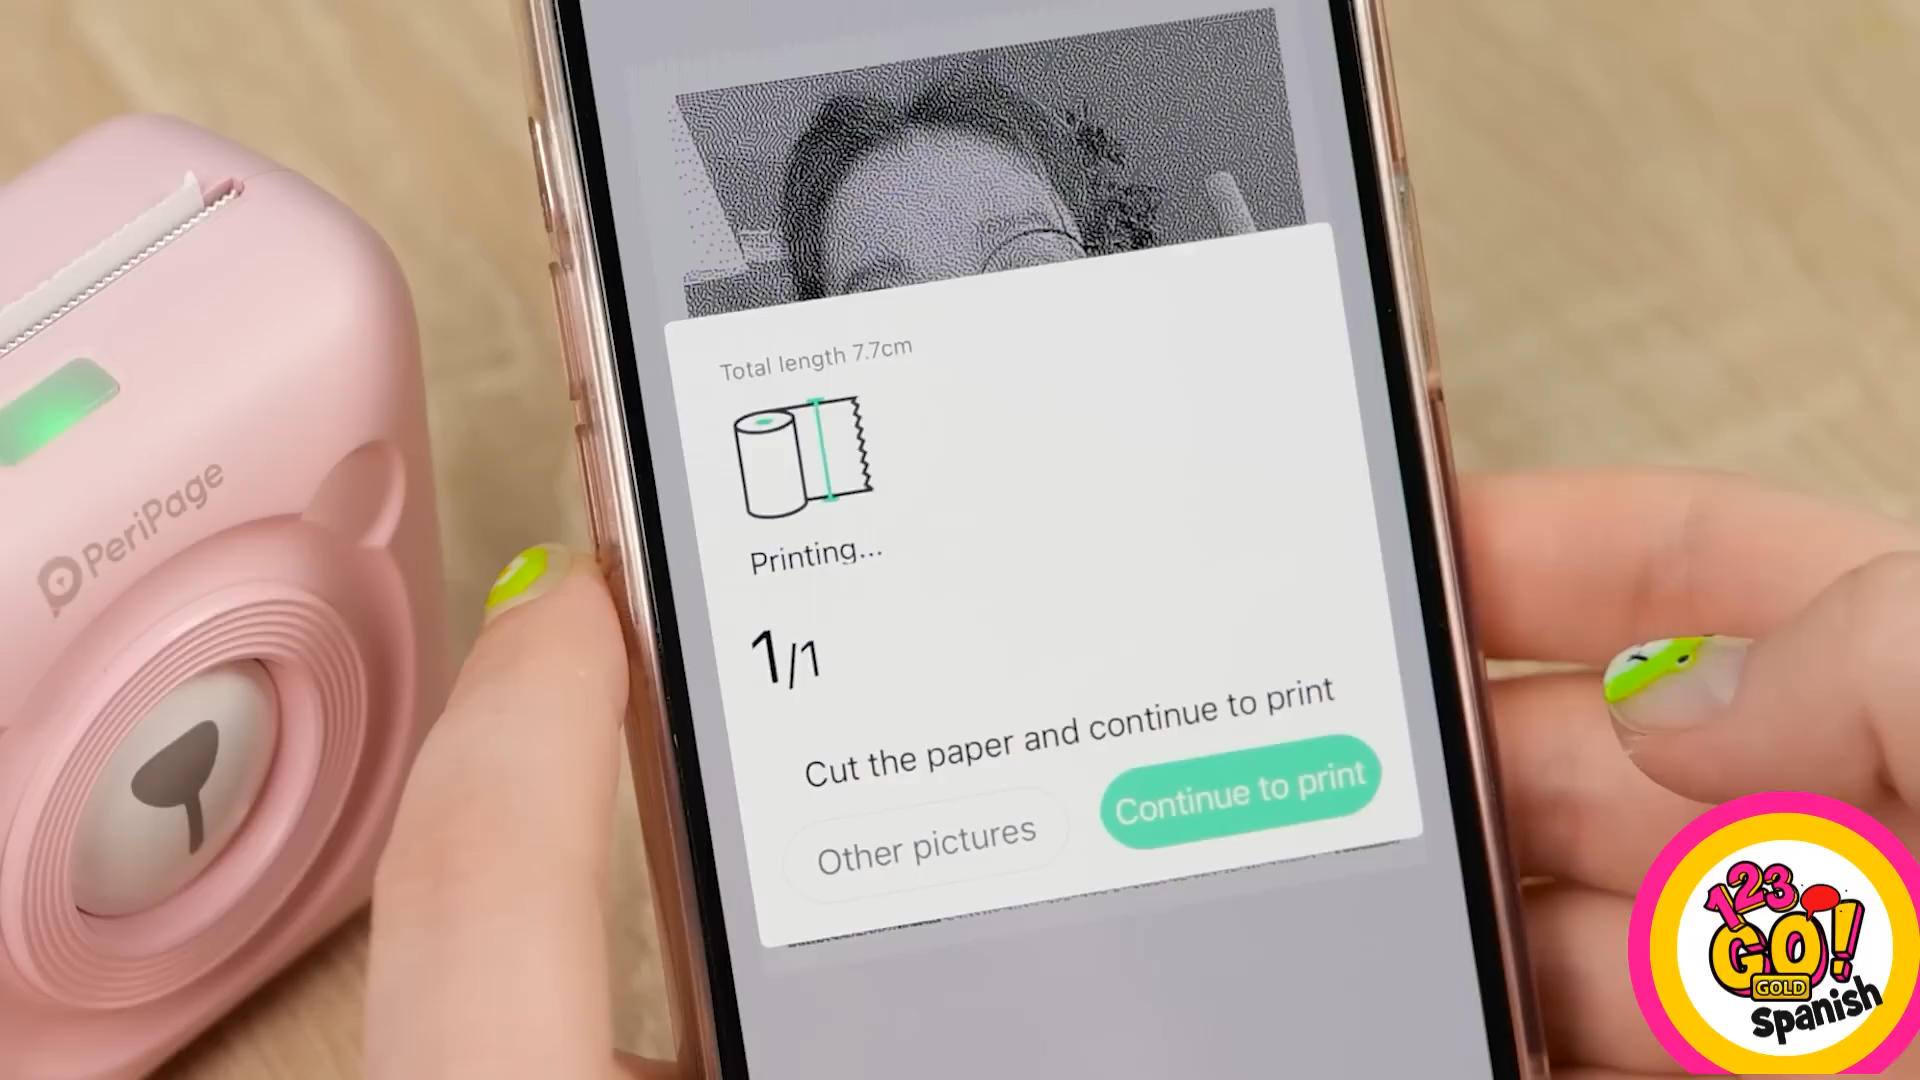 PeriPage
Total length 7.7cm
Printing...
1/1
Cut the paper and continue to print
Other pictures
Continue to print
123
GO!
GOLD
Spanish